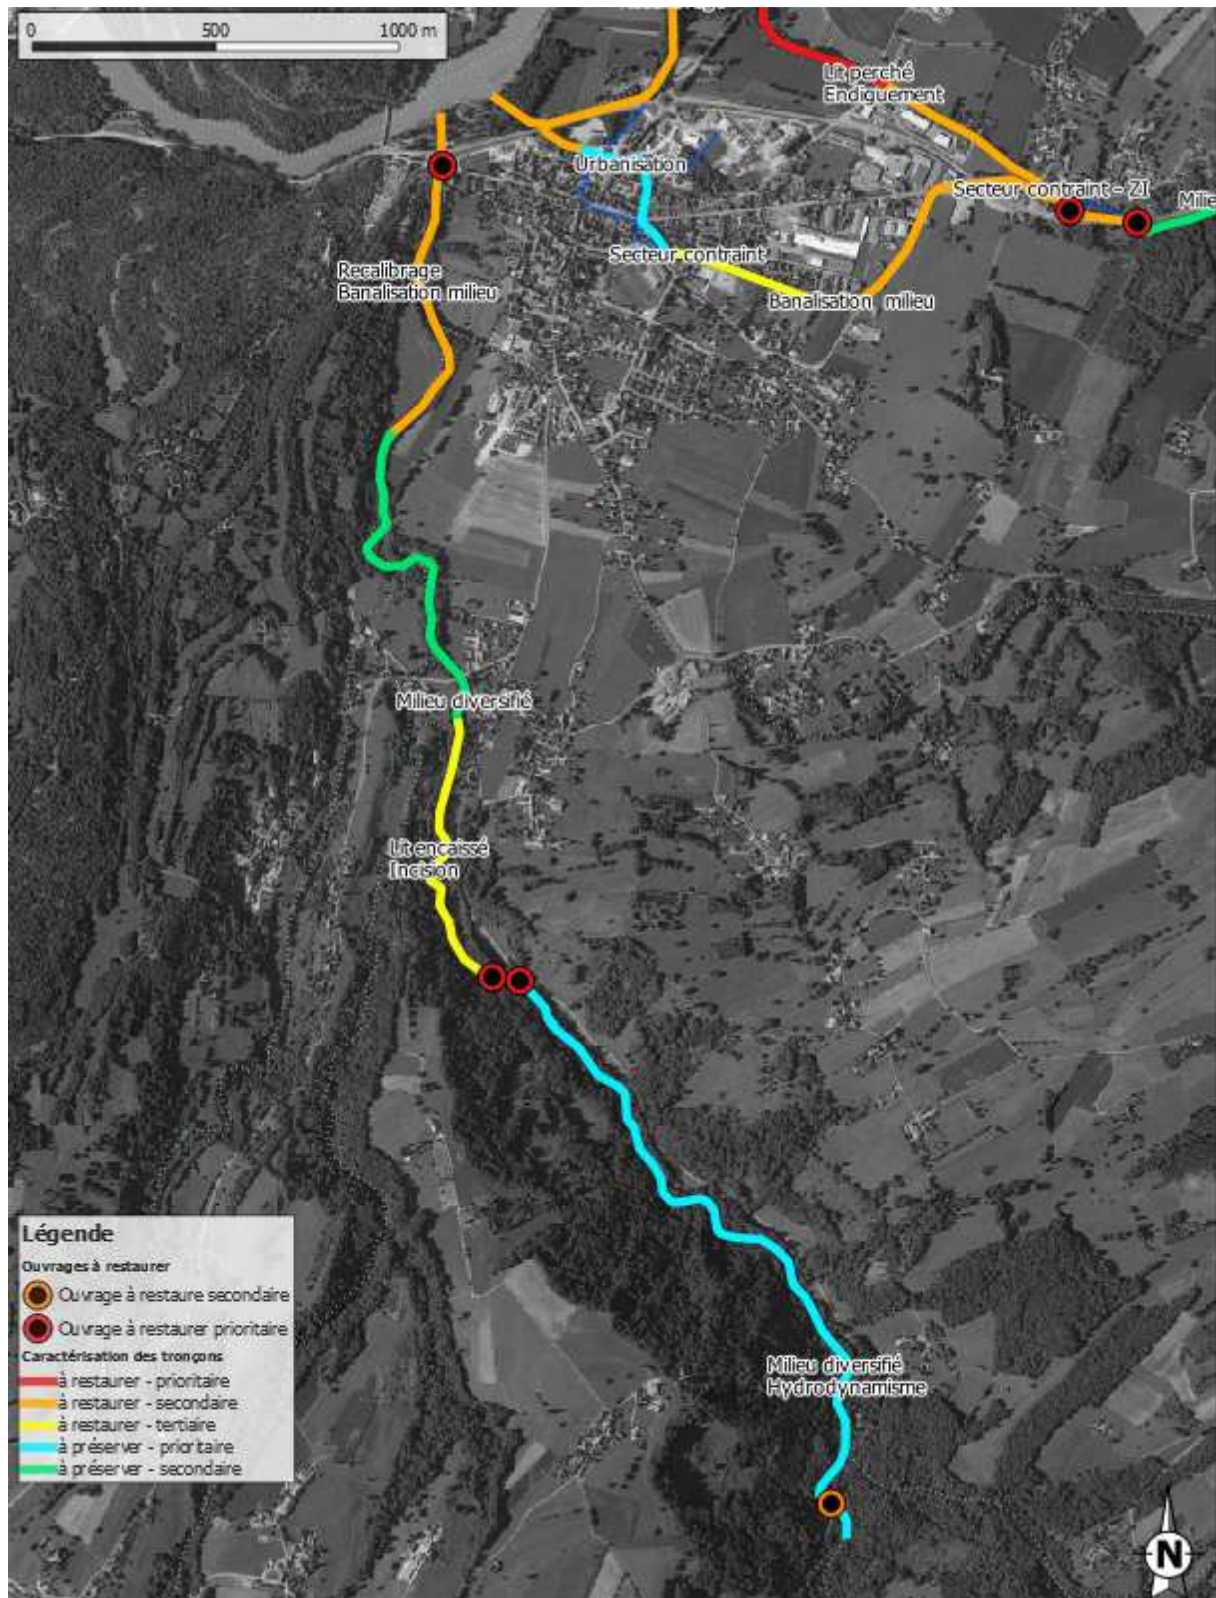 0 500 1000 m
Lit perché
Endiguement
Urbanisation
Secteur contraint - ZI
Milie
Secteur contraint
Recalibrage
Banalisation milieu
Banalisation milieu
Milieu diversifié
Lit encaissé
Incision
Milieu diversifié
Hydrodynamisme
Légende
Ouvrages à restaurer
Ouvrage à restaure secondaire
Ouvrage à restaurer prioritaire
Caractérisation des tronçons
à restaurer - prioritaire
à restaurer - secondaire
à restaurer - tertiaire
à préserver - prioritaire
à préserver - secondaire
N